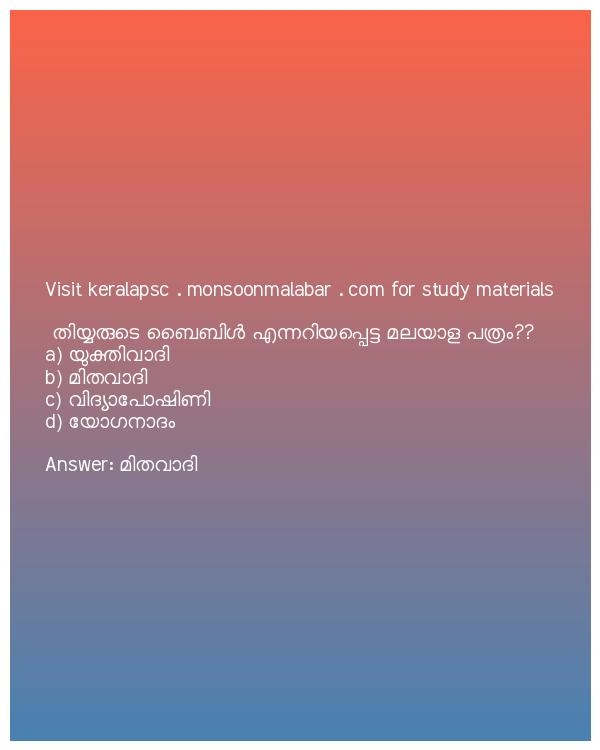 Visit keralapsc . monsoonmalabar . com for study materials
തിയ്യരുടെ ബൈബിൾ എന്നറിയപ്പെട്ട മലയാള പത്രം??
a) യുക്തിവാദി
b) മിതവാദി
c) വിദ്യാപോഷിണി
d) യോഗനാദം
Answer: മിതവാദി